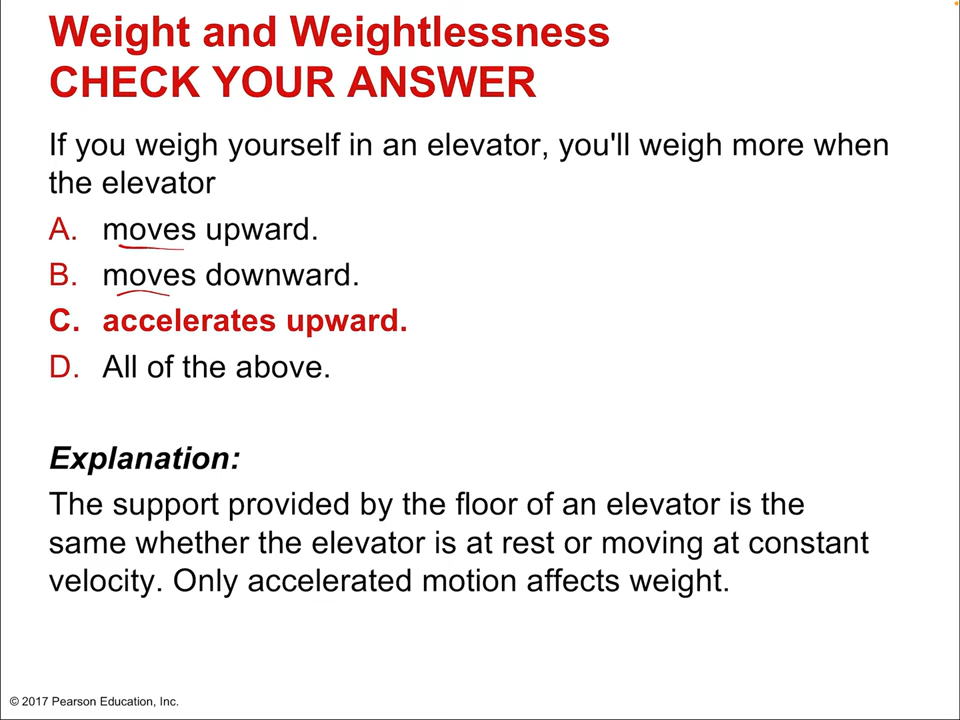 Weight and Weightlessness
CHECK YOUR ANSWER
If you weigh yourself in an elevator, you'll weigh more when
the elevator
A. moves upward.
B. moves downward.
C. accelerates upward.
D. All of the above.
Explanation:
The support provided by the floor of an elevator is the
same whether the elevator is at rest or moving at constant
velocity. Only accelerated motion affects weight.
© 2017 Pearson Education, Inc.